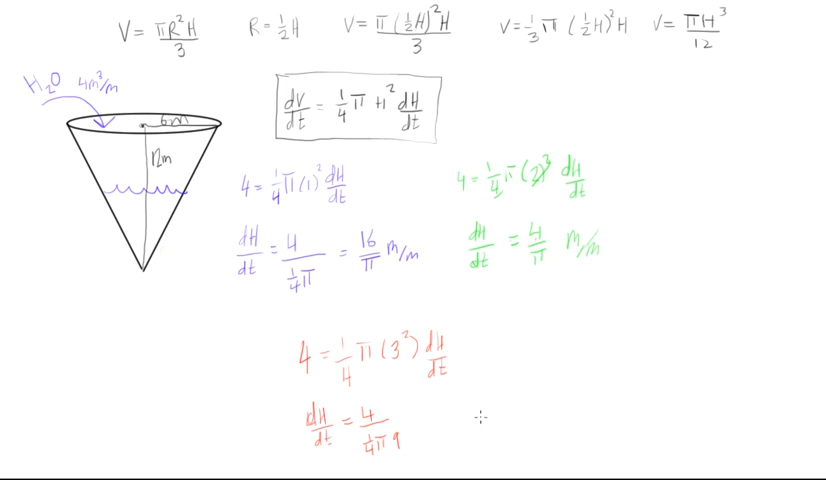 V = πR²H/3 R = ½H V = π(½H)²H/3 V = ⅓π(½H)²H V = πH³/12
H₂O 4m³/m
6m
12m
dV/dt = ¼πH² dH/dt
4 = ¼π(1)² dH/dt
4 = ¼π(2)² dH/dt
dH/dt = 4/¼π = 16/π m/m
dH/dt = 4/π m/m
4 = ¼π(3²) dH/dt
dH/dt = 4/¼π9